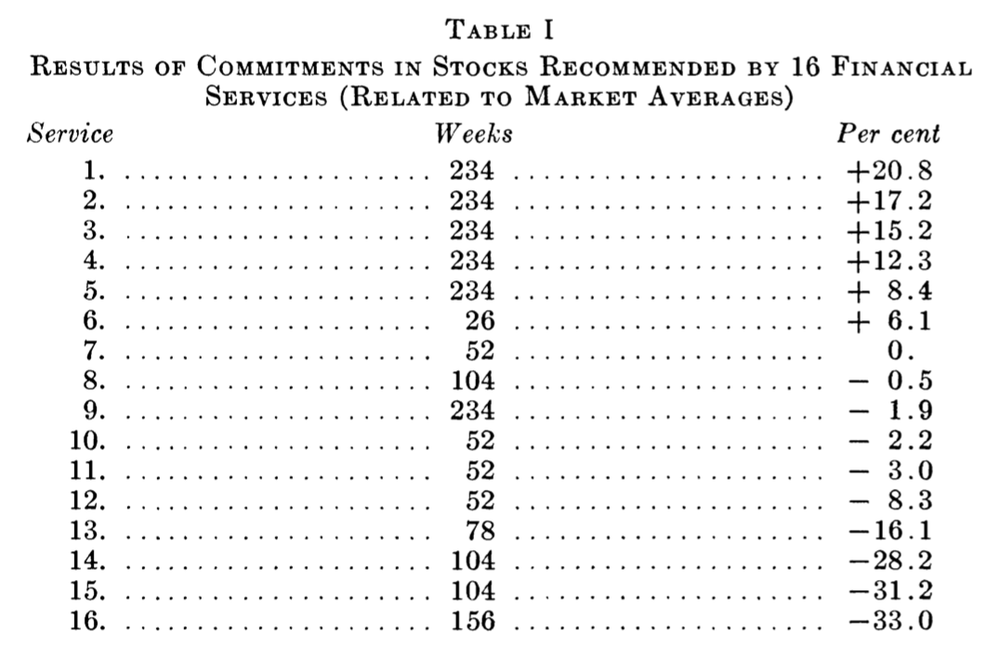 TABLE I
RESULTS OF COMMITMENTS IN STOCKS RECOMMENDED BY 16 FINANCIAL
SERVICES (RELATED TO MARKET AVERAGES)
Service Weeks Per cent
1. ..................... 234 ..................... +20.8
2. ..................... 234 ..................... +17.2
3. ..................... 234 ..................... +15.2
4. ..................... 234 ..................... +12.3
5. ..................... 234 ..................... + 8.4
6. ..................... 26 ..................... + 6.1
7. ..................... 52 ..................... 0.
8. ..................... 104 ..................... − 0.5
9. ..................... 234 ..................... − 1.9
10. ..................... 52 ..................... − 2.2
11. ..................... 52 ..................... − 3.0
12. ..................... 52 ..................... − 8.3
13. ..................... 78 ..................... −16.1
14. ..................... 104 ..................... −28.2
15. ..................... 104 ..................... −31.2
16. ..................... 156 ..................... −33.0